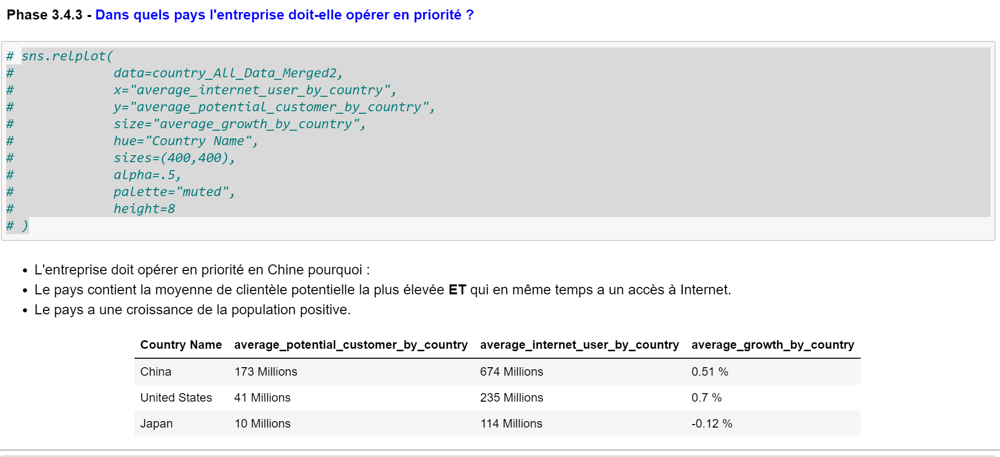 Phase 3.4.3 - Dans quels pays l'entreprise doit-elle opérer en priorité ?
# sns.relplot(
#             data=country_All_Data_Merged2,
#             x="average_internet_user_by_country",
#             y="average_potential_customer_by_country",
#             size="average_growth_by_country",
#             hue="Country Name",
#             sizes=(400,400),
#             alpha=.5,
#             palette="muted",
#             height=8
# )
• L'entreprise doit opérer en priorité en Chine pourquoi :
• Le pays contient la moyenne de clientèle potentielle la plus élevée ET qui en même temps a un accès à Internet.
• Le pays a une croissance de la population positive.
Country Name average_potential_customer_by_country average_internet_user_by_country average_growth_by_country
China 173 Millions 674 Millions 0.51 %
United States 41 Millions 235 Millions 0.7 %
Japan 10 Millions 114 Millions -0.12 %